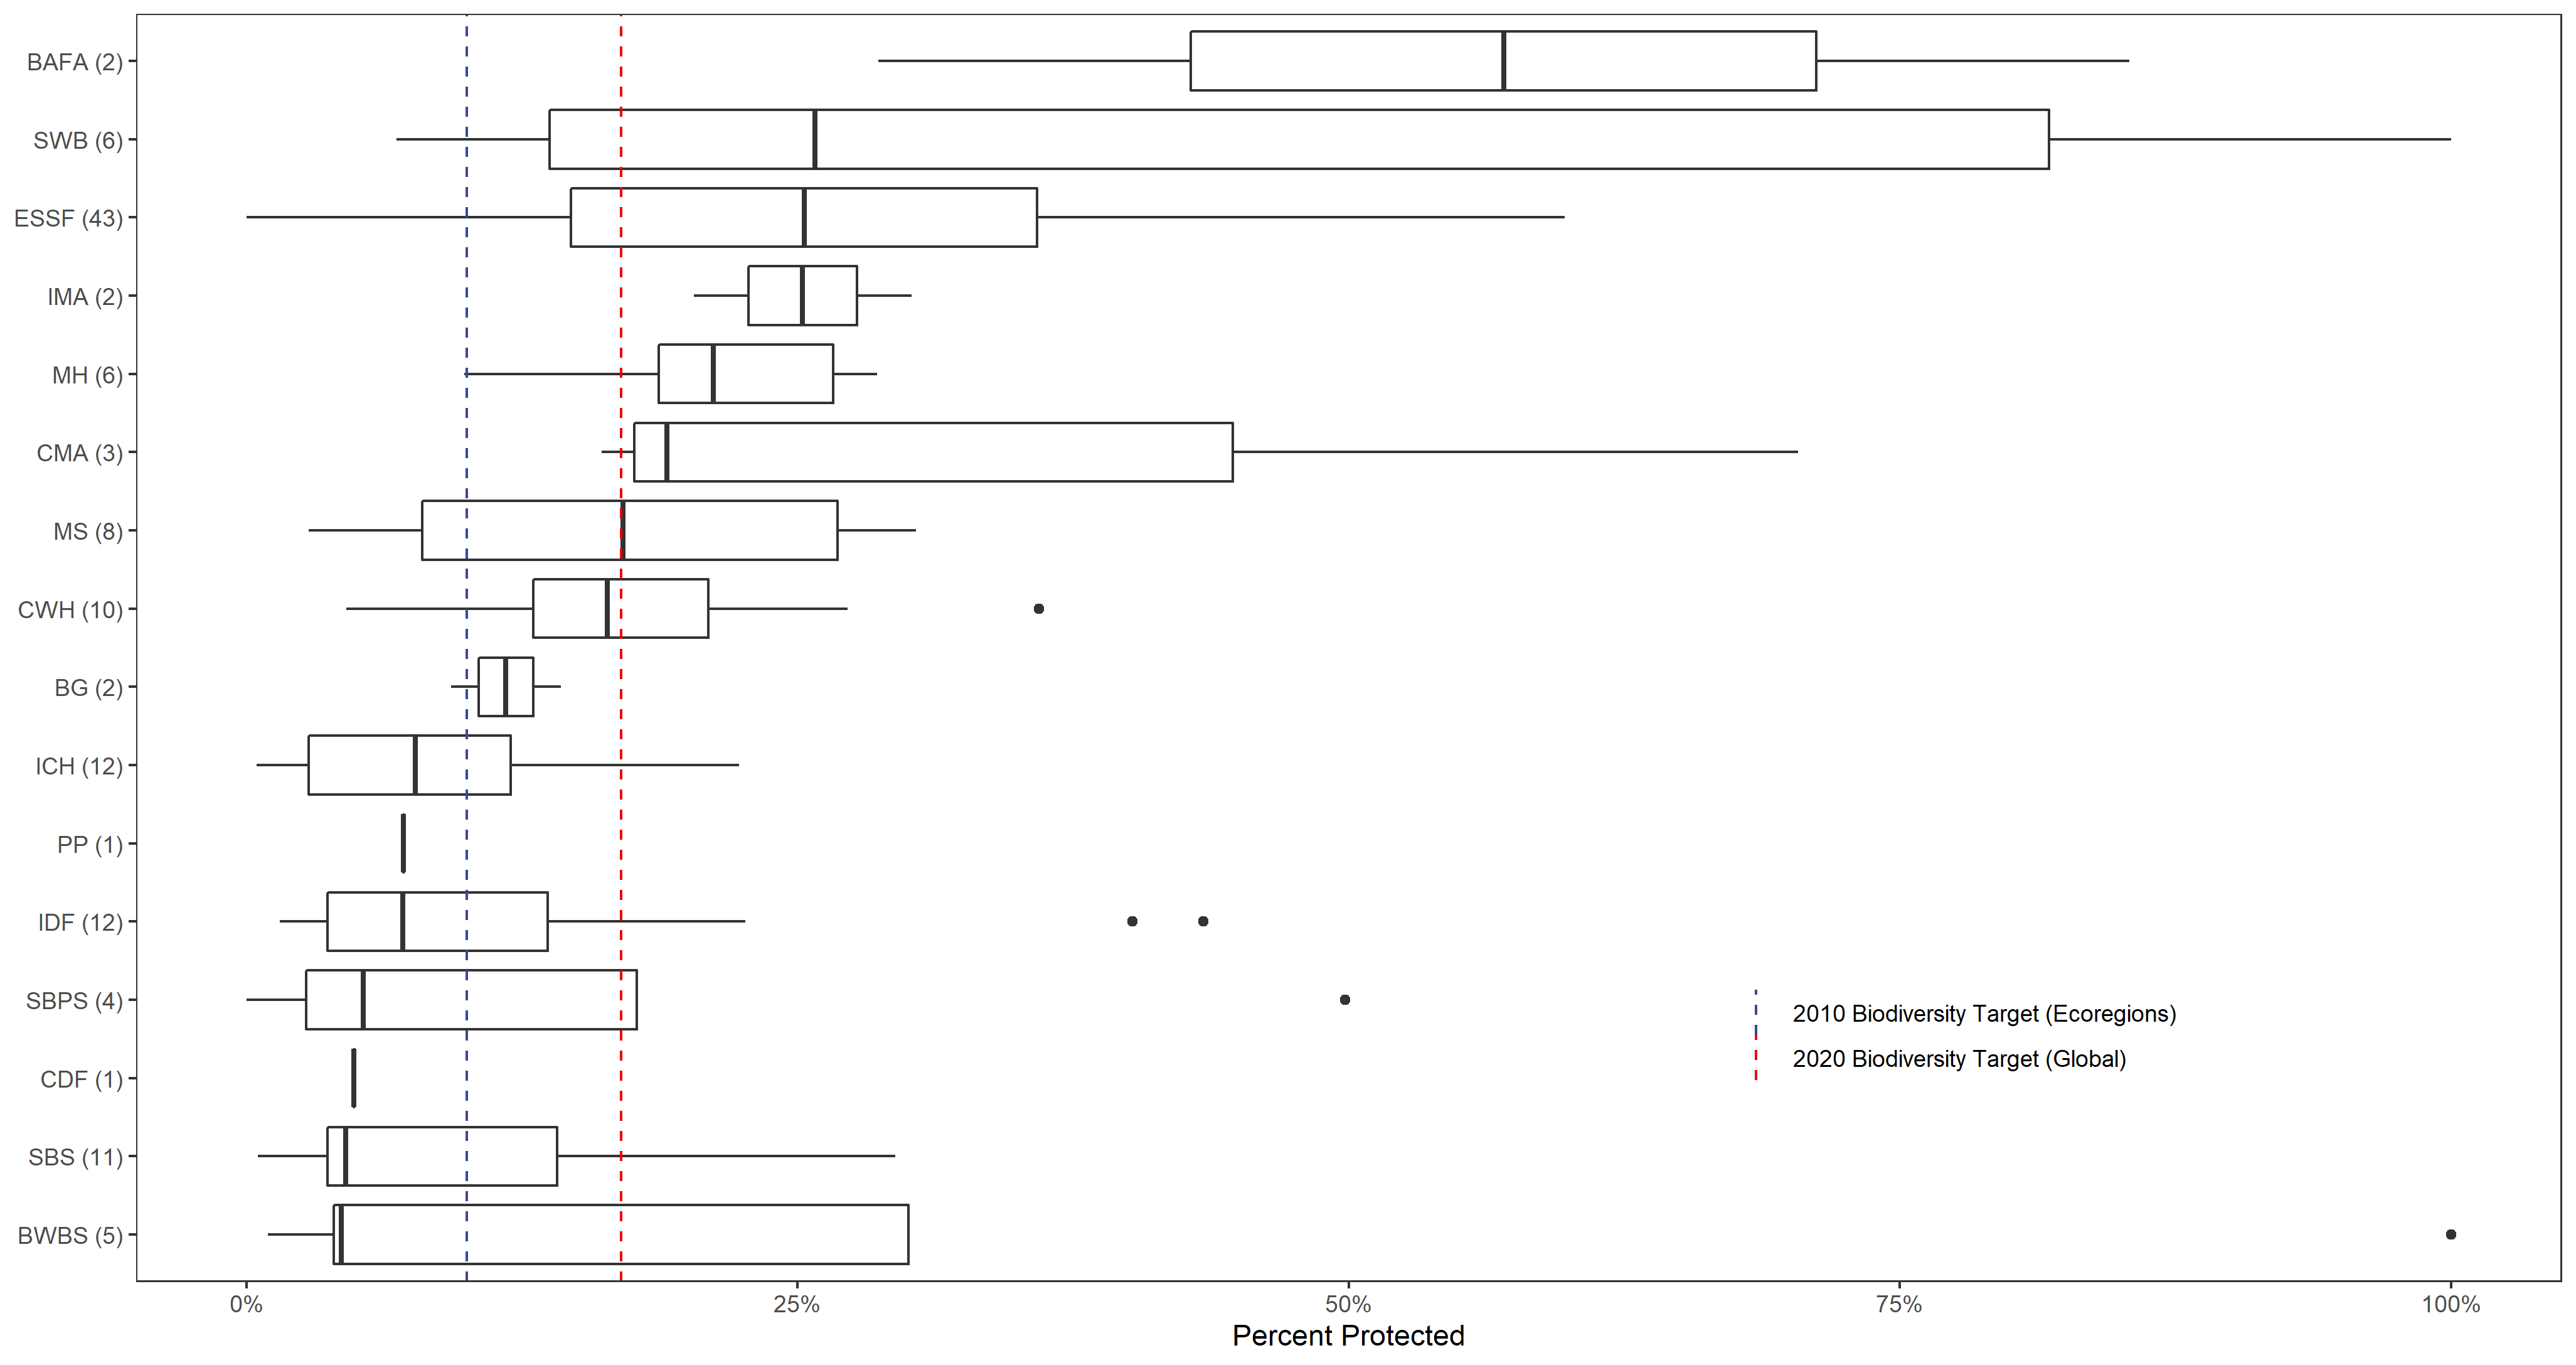 BAFA (2)
SWB (6)
ESSF (43)
IMA (2)
MH (6)
CMA (3)
MS (8)
CWH (10)
BG (2)
ICH (12)
PP (1)
IDF (12)
SBPS (4)
CDF (1)
SBS (11)
BWBS (5)
2010 Biodiversity Target (Ecoregions)
2020 Biodiversity Target (Global)
0% 25% 50% 75% 100%
Percent Protected